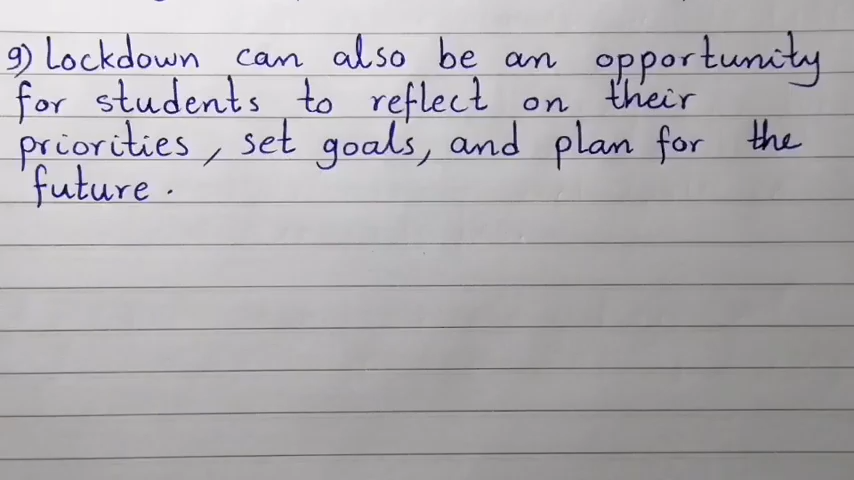 9) Lockdown can also be an opportunity
for students to reflect on their
priorities, set goals, and plan for the
future.